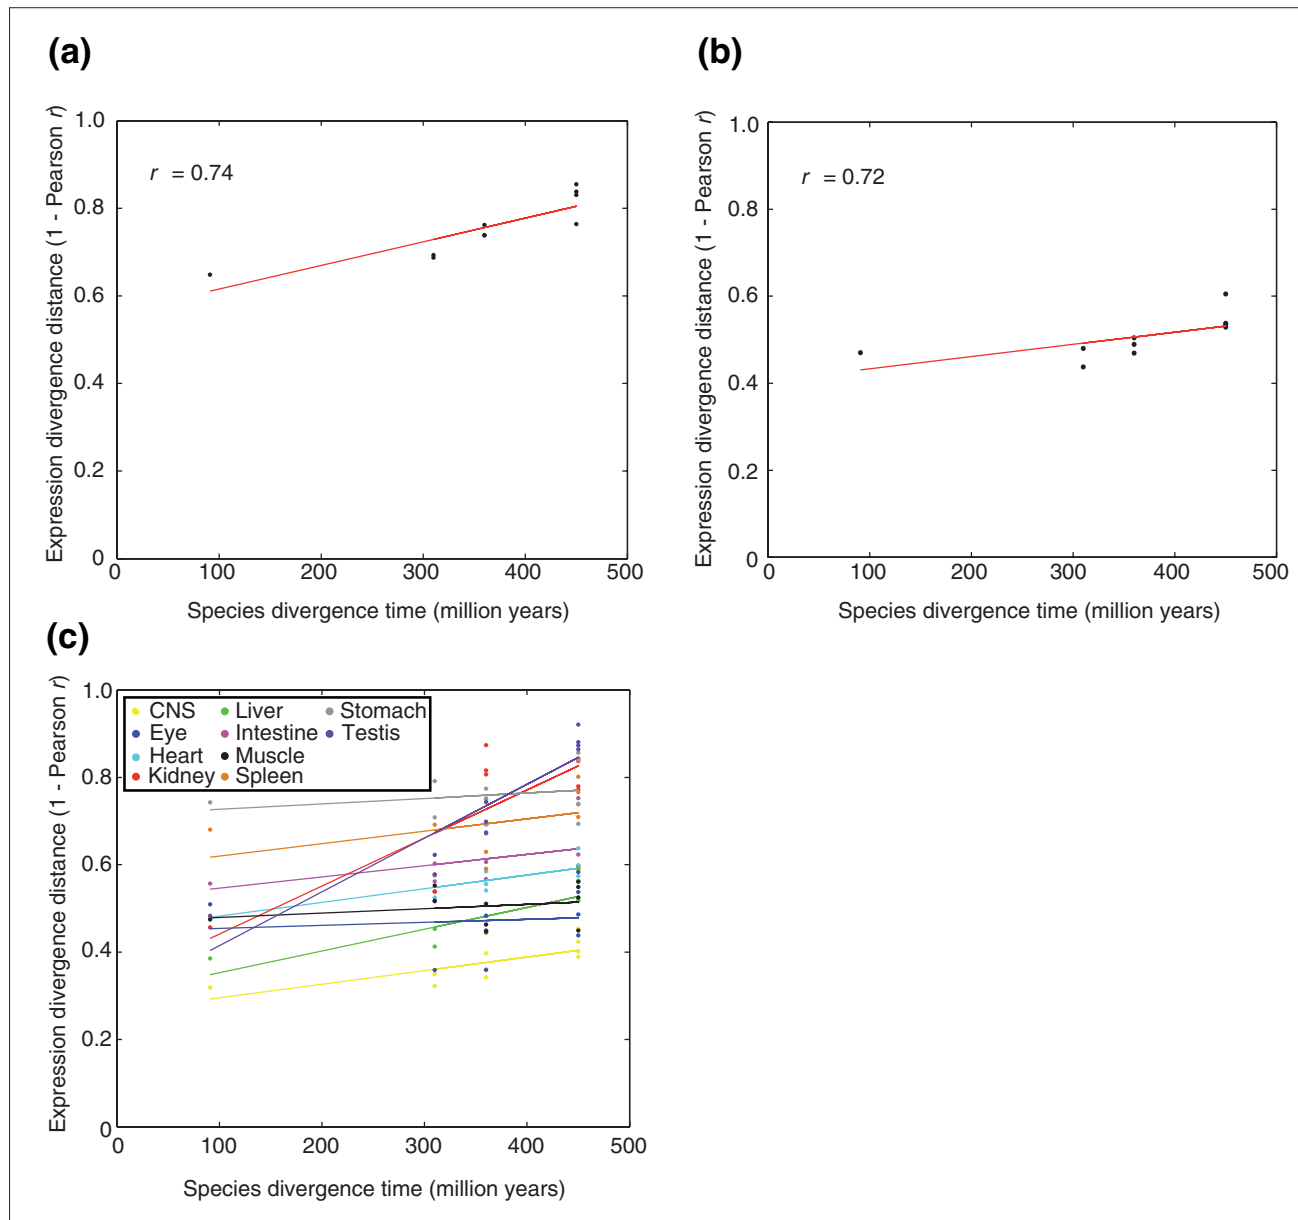 (a)
Expression divergence distance (1 - Pearson r)
1.0
0.8
0.6
0.4
0.2
0
r = 0.74
0 100 200 300 400 500
Species divergence time (million years)
(b)
Expression divergence distance (1 - Pearson r)
1.0
0.8
0.6
0.4
0.2
0
r = 0.72
0 100 200 300 400 500
Species divergence time (million years)
(c)
Expression divergence distance (1 - Pearson r)
1.0
0.8
0.6
0.4
0.2
0
CNS Liver Stomach
Eye Intestine Testis
Heart Muscle
Kidney Spleen
0 100 200 300 400 500
Species divergence time (million years)